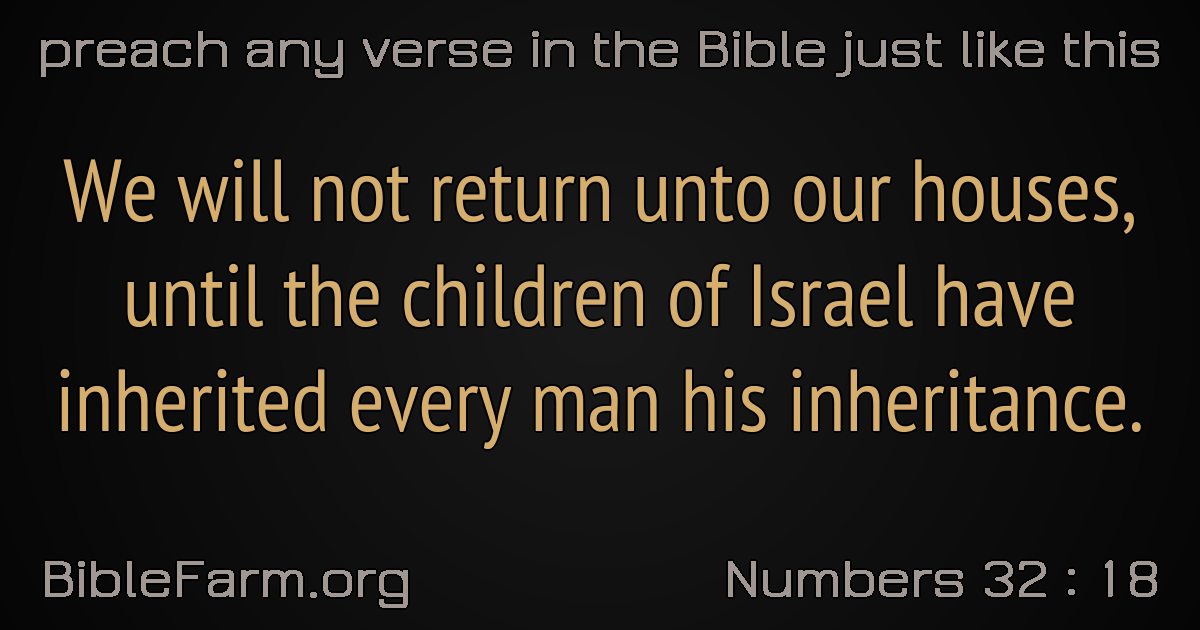 preach any verse in the Bible just like this
We will not return unto our houses,
until the children of Israel have
inherited every man his inheritance.
BibleFarm.org
Numbers 32 : 18